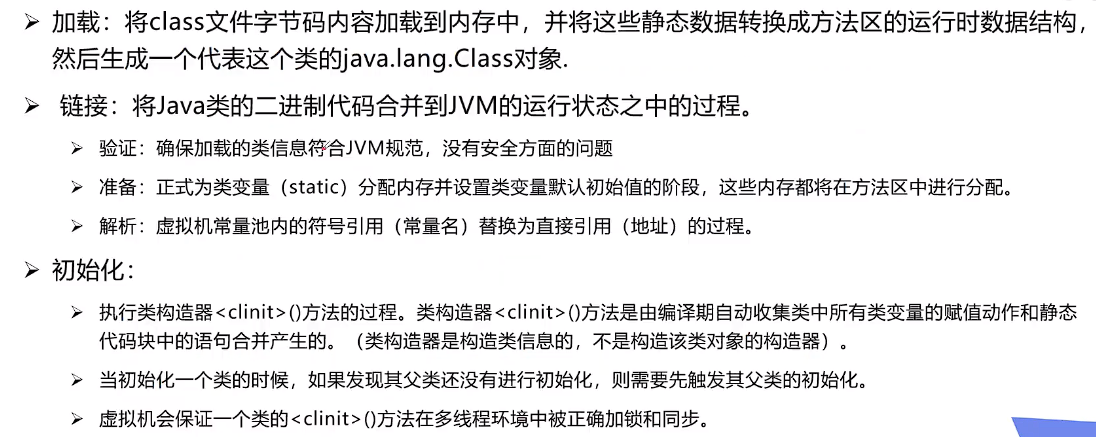 加载：将class文件字节码内容加载到内存中，并将这些静态数据转换成方法区的运行时数据结构，
然后生成一个代表这个类的java.lang.Class对象.
链接：将Java类的二进制代码合并到JVM的运行状态之中的过程。
验证：确保加载的类信息符合JVM规范，没有安全方面的问题
准备：正式为类变量（static）分配内存并设置类变量默认初始值的阶段，这些内存都将在方法区中进行分配。
解析：虚拟机常量池内的符号引用（常量名）替换为直接引用（地址）的过程。
初始化：
执行类构造器<clinit>()方法的过程。类构造器<clinit>()方法是由编译期自动收集类中所有类变量的赋值动作和静态
代码块中的语句合并产生的。（类构造器是构造类信息的，不是构造该类对象的构造器）。
当初始化一个类的时候，如果发现其父类还没有进行初始化，则需要先触发其父类的初始化。
虚拟机会保证一个类的<clinit>()方法在多线程环境中被正确加锁和同步。